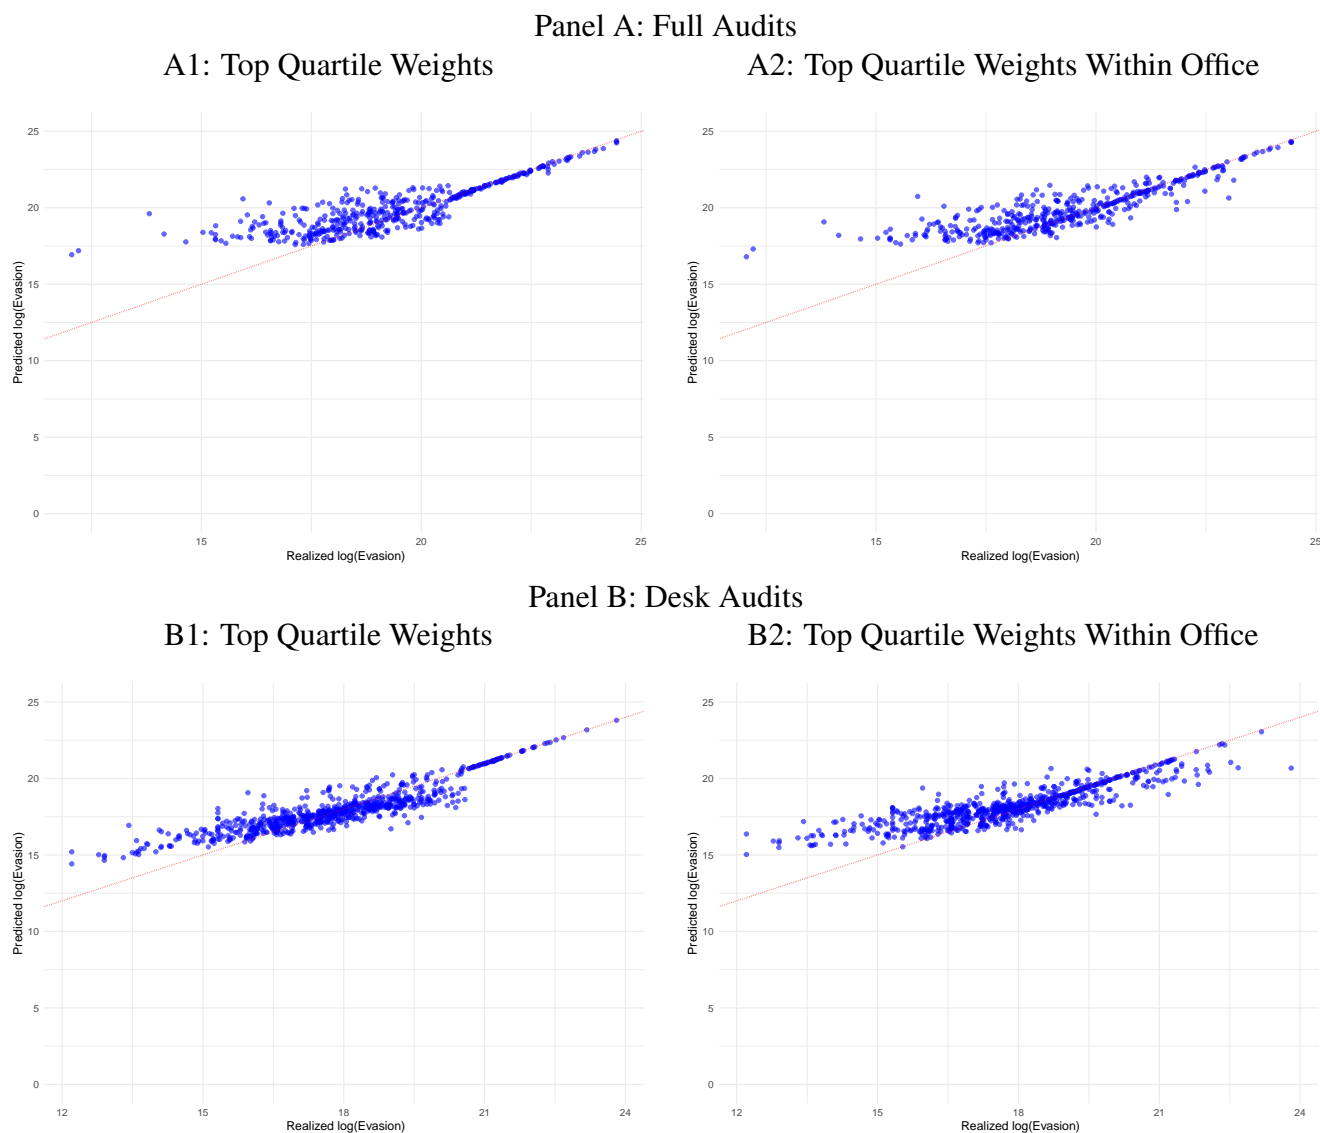 Panel A: Full Audits
A1: Top Quartile Weights
A2: Top Quartile Weights Within Office
25
20
15
10
5
0
Predicted log(Evasion)
15
20
25
Realized log(Evasion)
25
20
15
10
5
0
Predicted log(Evasion)
15
20
25
Realized log(Evasion)
Panel B: Desk Audits
B1: Top Quartile Weights
B2: Top Quartile Weights Within Office
25
20
15
10
5
0
Predicted log(Evasion)
12
15
18
21
24
Realized log(Evasion)
25
20
15
10
5
0
Predicted log(Evasion)
12
15
18
21
24
Realized log(Evasion)